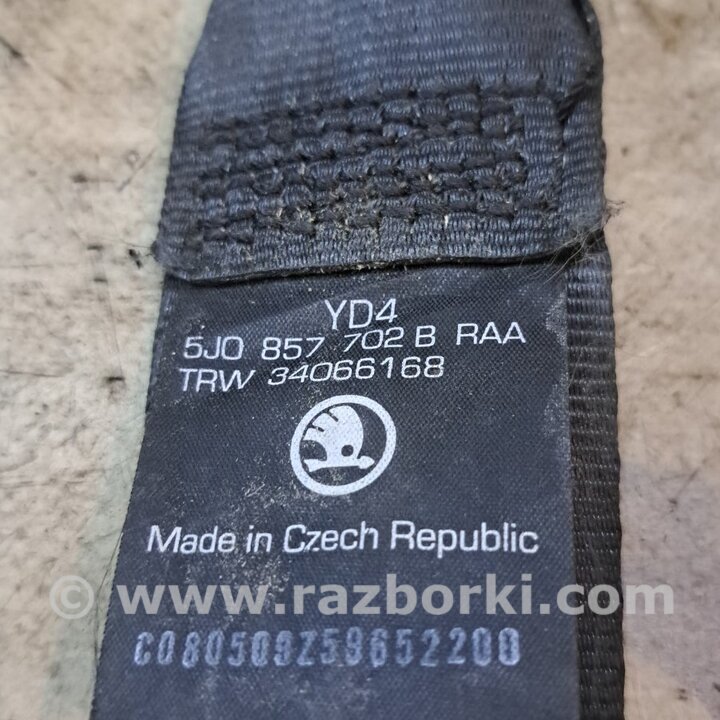 YD4
5J0 857 702 B RAA
TRW 34066168
Made in Czech Republic
© www.razborki.com
C080509Z59652200